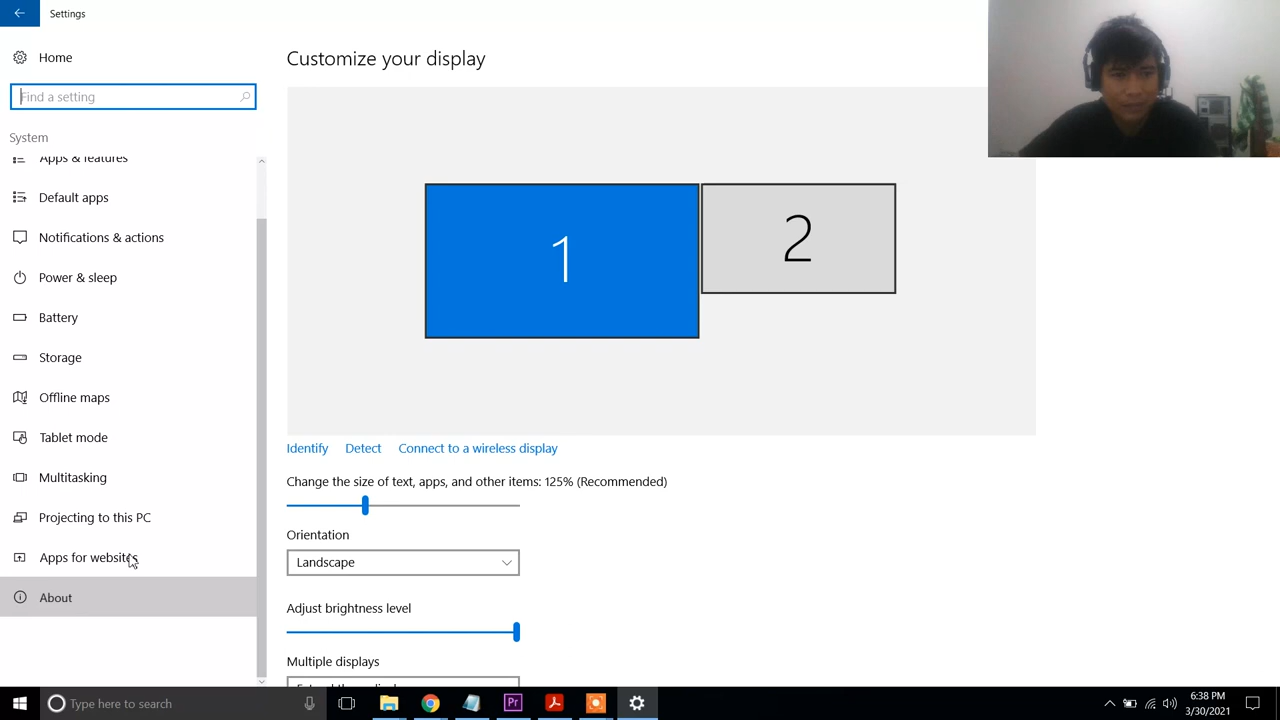 Settings
Home
Find a setting
System
Apps & features
Default apps
Notifications & actions
Power & sleep
Battery
Storage
Offline maps
Tablet mode
Multitasking
Projecting to this PC
Apps for websites
About
Customize your display
1
2
Identify Detect Connect to a wireless display
Change the size of text, apps, and other items: 125% (Recommended)
Orientation
Landscape
Adjust brightness level
Multiple displays
Type here to search
Pr
6:38 PM
3/30/2021